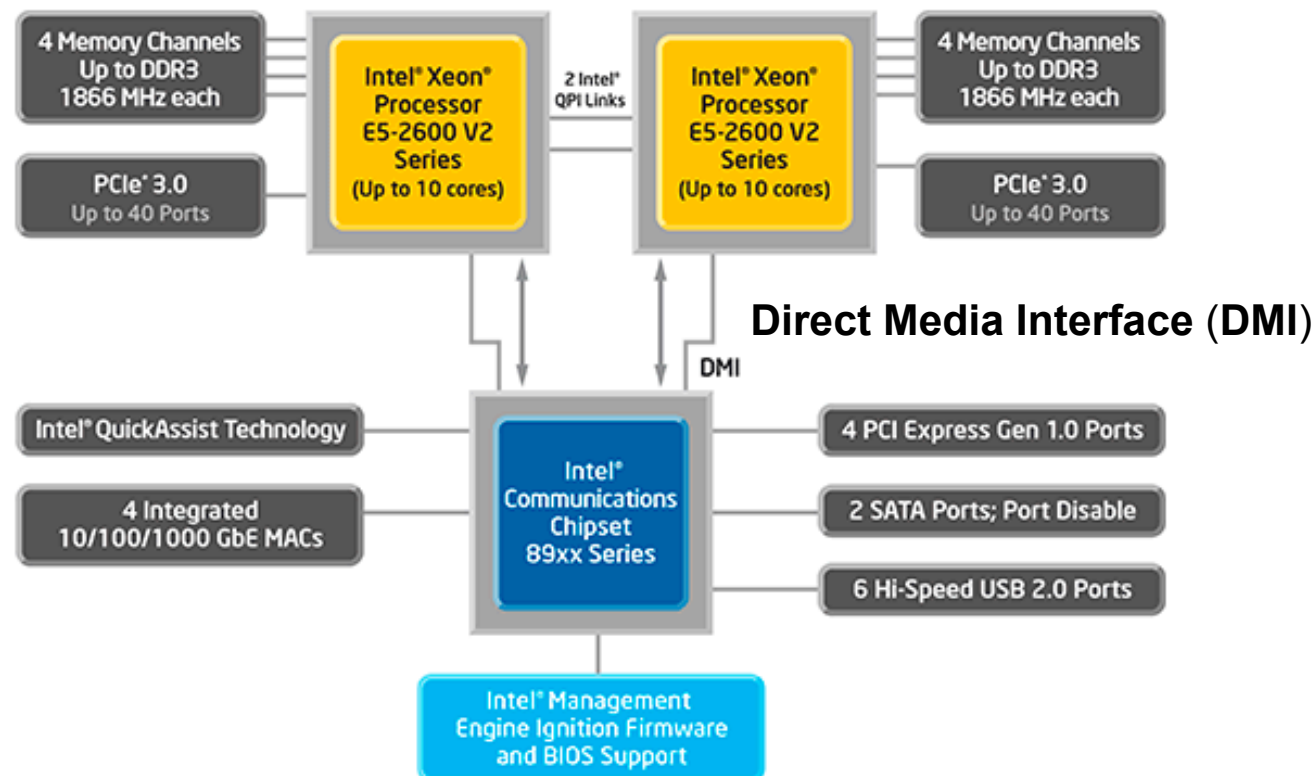 4 Memory Channels
Up to DDR3
1866 MHz each
PCIe* 3.0
Up to 40 Ports
Intel® Xeon®
Processor
E5-2600 V2
Series
(Up to 10 cores)
2 Intel®
QPI Links
Intel® Xeon®
Processor
E5-2600 V2
Series
(Up to 10 cores)
4 Memory Channels
Up to DDR3
1866 MHz each
PCIe* 3.0
Up to 40 Ports
Direct Media Interface (DMI)
DMI
Intel® QuickAssist Technology
4 Integrated
10/100/1000 GbE MACs
Intel®
Communications
Chipset
89xx Series
4 PCI Express Gen 1.0 Ports
2 SATA Ports; Port Disable
6 Hi-Speed USB 2.0 Ports
Intel® Management
Engine Ignition Firmware
and BIOS Support